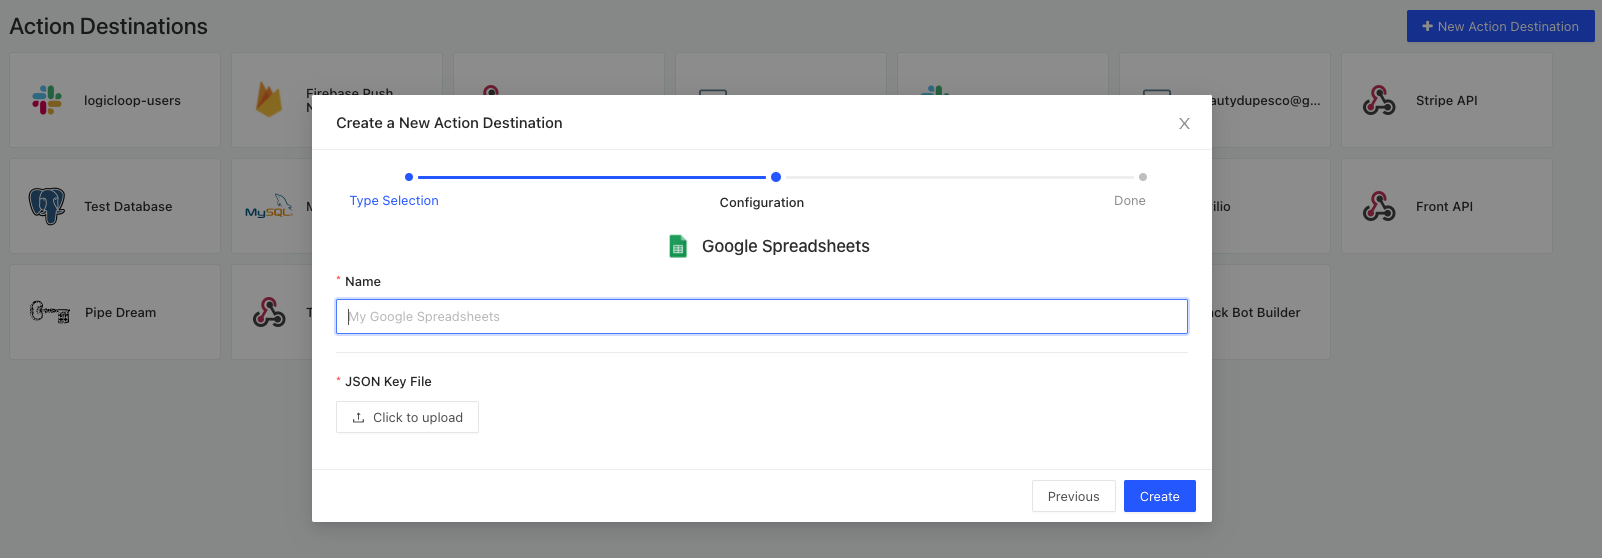 Action Destinations
New Action Destination
logicloop-users
Firebase Push
autydupesco@g...
Stripe API
Create a New Action Destination
X
Type Selection
Configuration
Done
Test Database
MySQL
Front API
Google Spreadsheets
* Name
My Google Spreadsheets
Pipe Dream
ck Bot Builder
* JSON Key File
Click to upload
Previous
Create